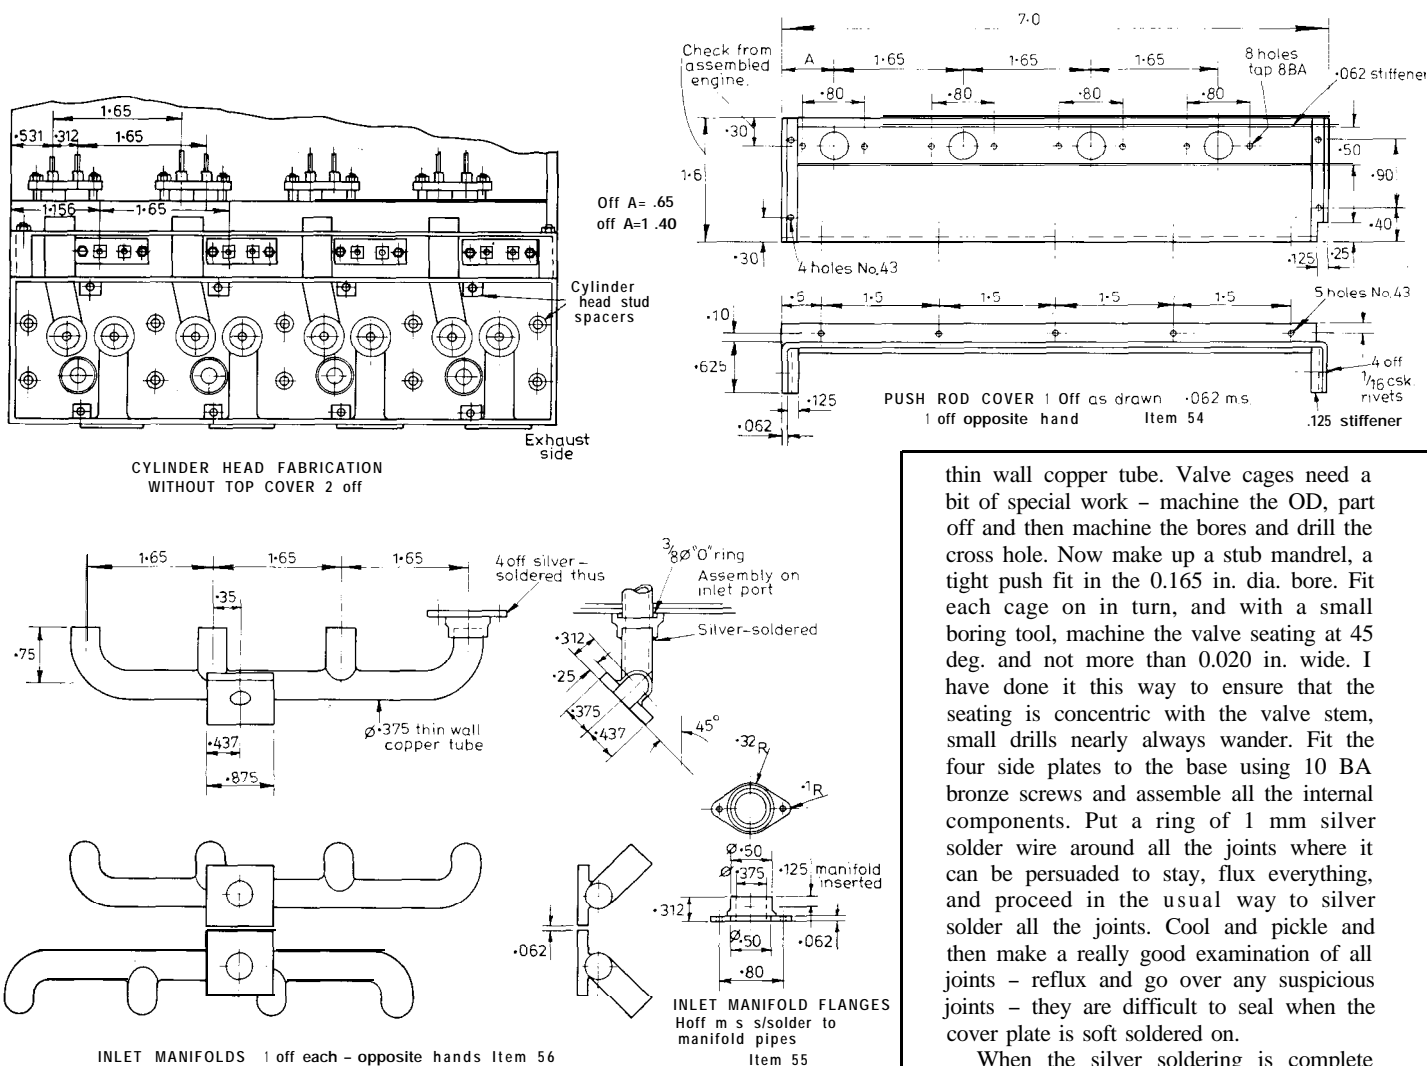 1·65
·531
·312
1·65
1·156
1·65
Cylinder
head stud
spacers
Exhaust
side
CYLINDER HEAD FABRICATION
WITHOUT TOP COVER 2 off
7·0
Check from
assembled
engine.
A
1·65
1·65
1·65
8 holes
tap 8BA
·062 stiffener
·80
·80
·80
·80
·30
1·6
·50
·90
·40
Off A= .65
off A=1 .40
·30
4 holes No.43
·125
·25
·5
1·5
1·5
1·5
1·5
5 holes No.43
·10
·625
4 off
1/16 csk.
rivets
·125
·062
PUSH ROD COVER 1 Off as drawn ·062 ms.
1 off opposite hand Item 54
.125 stiffener
1·65
1·65
1·65
·35
·75
4 off silver-
soldered thus
Ø·375 thin wall
copper tube
·437
·875
3/8Ø"O" ring
Assembly on
inlet port
Silver-soldered
·312
·25
·375
·437
45°
·32R
·1R
Ø·50
Ø·375
·125 manifold
inserted
·312
Ø·50
·062
·80
·062
INLET MANIFOLD FLANGES
Hoff m s s/solder to
manifold pipes
Item 55
INLET MANIFOLDS 1 off each – opposite hands Item 56
thin wall copper tube. Valve cages need a
bit of special work – machine the OD, part
off and then machine the bores and drill the
cross hole. Now make up a stub mandrel, a
tight push fit in the 0.165 in. dia. bore. Fit
each cage on in turn, and with a small
boring tool, machine the valve seating at 45
deg. and not more than 0.020 in. wide. I
have done it this way to ensure that the
seating is concentric with the valve stem,
small drills nearly always wander. Fit the
four side plates to the base using 10 BA
bronze screws and assemble all the internal
components. Put a ring of 1 mm silver
solder wire around all the joints where it
can be persuaded to stay, flux everything,
and proceed in the usual way to silver
solder all the joints. Cool and pickle and
then make a really good examination of all
joints – reflux and go over any suspicious
joints – they are difficult to seal when the
cover plate is soft soldered on.
When the silver soldering is complete